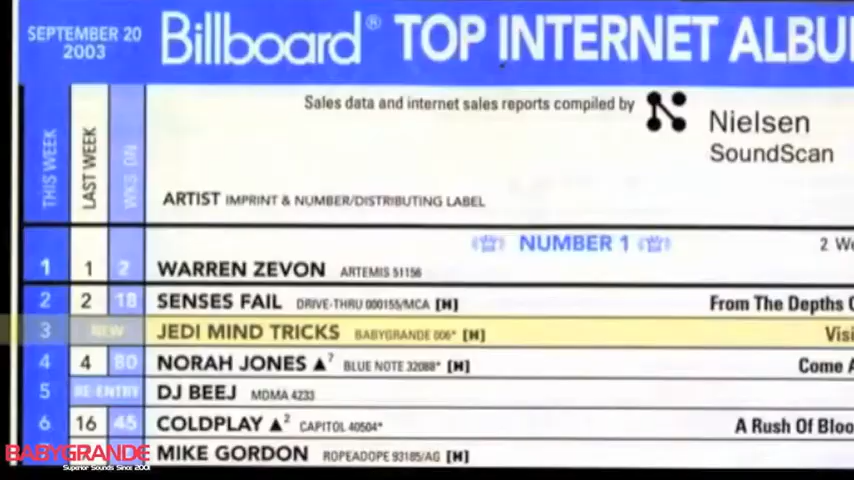 SEPTEMBER 20
2003
Billboard® TOP INTERNET ALBU
Sales data and internet sales reports compiled by
Nielsen
SoundScan
THIS WEEK
LAST WEEK
WKS ON
ARTIST IMPRINT & NUMBER/DISTRIBUTING LABEL
NUMBER 1 2 We
1 1 2 WARREN ZEVON ARTEMIS 51156
2 2 18 SENSES FAIL DRIVE-THRU 000155/MCA [H] From The Depths O
3 NEW JEDI MIND TRICKS BABYGRANDE 006* [H] Visi
4 4 80 NORAH JONES ▲7 BLUE NOTE 32088* [H] Come A
5 RE-ENTRY DJ BEEJ MDMA 4233
6 16 45 COLDPLAY ▲2 CAPITOL 40504* A Rush Of Bloo
MIKE GORDON ROPEADOPE 93185/AG [H]
BABYGRANDE
Superior Sounds Since 2001